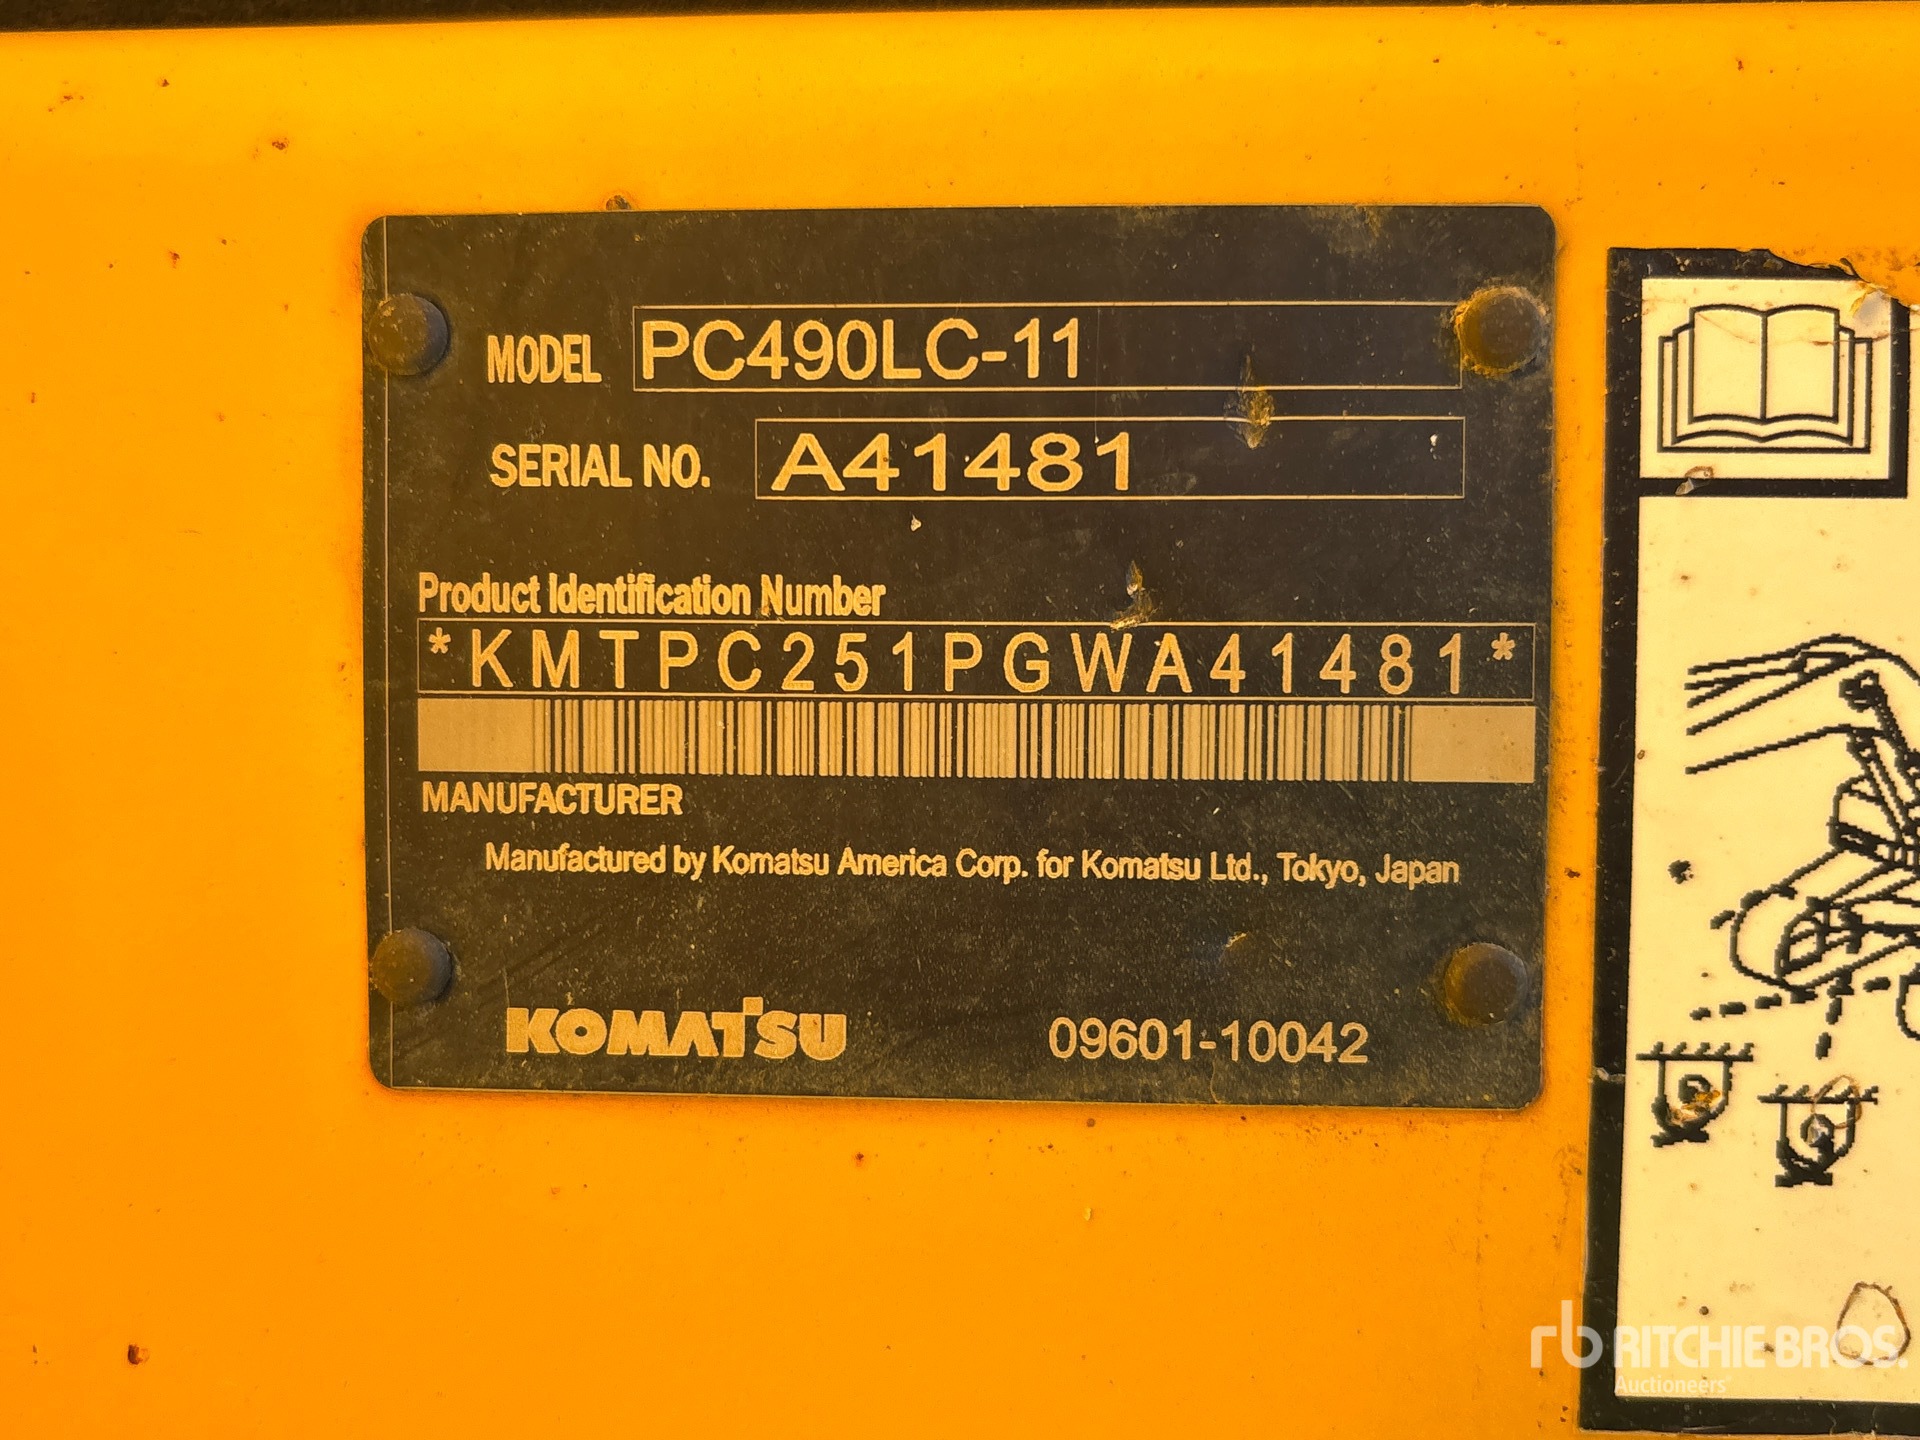 MODEL PC490LC-11
SERIAL NO. A41481
Product Identification Number
*KMTPC251PGWA41481*
MANUFACTURER
Manufactured by Komatsu America Corp. for Komatsu Ltd., Tokyo, Japan
KOMATSU 09601-10042
rb RITCHIE BROS.
Auctioneers